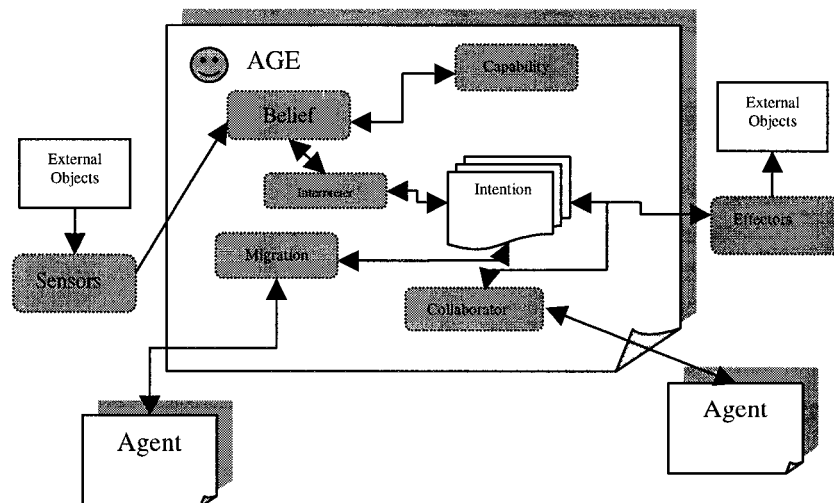 AGE
Capability
Belief
External
Objects
External
Objects
Interpreter
Intention
Effectors
Migration
Sensors
Collaborator
Agent
Agent